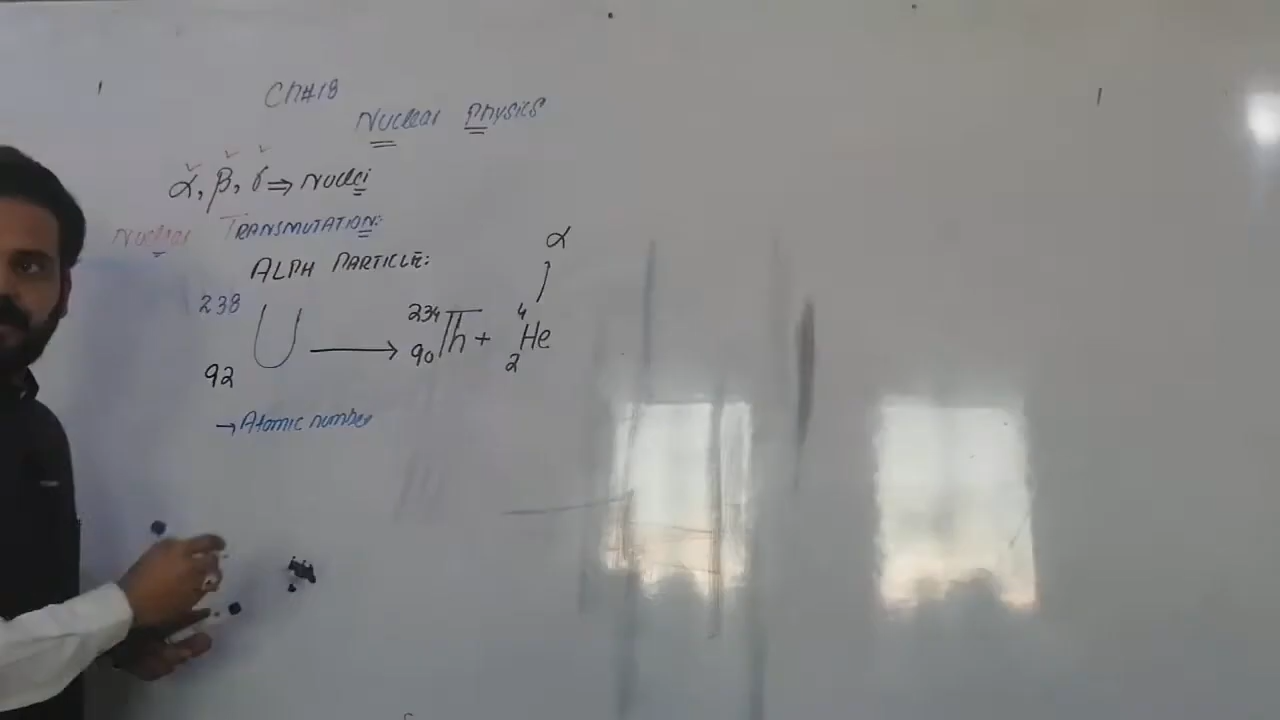 Ch#18
Nuclear Physics
α, β, γ ⇒ Nuclei
Nuclear TRANSMUTATION:
ALPH PARTICLE:
α
238 92 U → 234 90 Th + 4 2 He
→ Atomic number